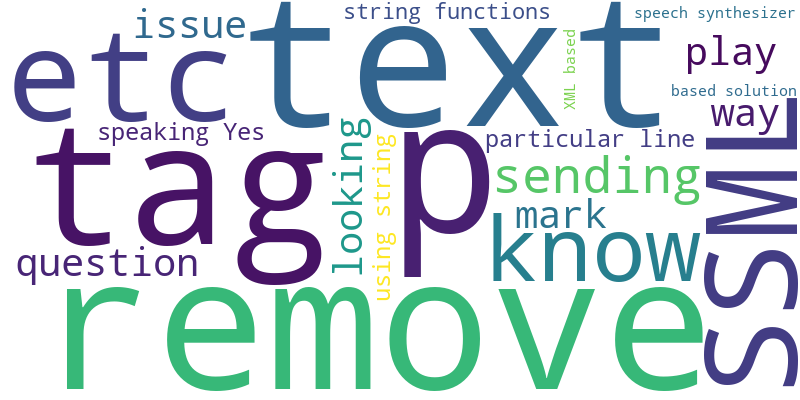 issue
string functions
speech synthesizer
etc
text
XML based
play
based solution
way
speaking Yes
tag
looking
using string
p
particular line
sending
mark
know
question
SSML
remove